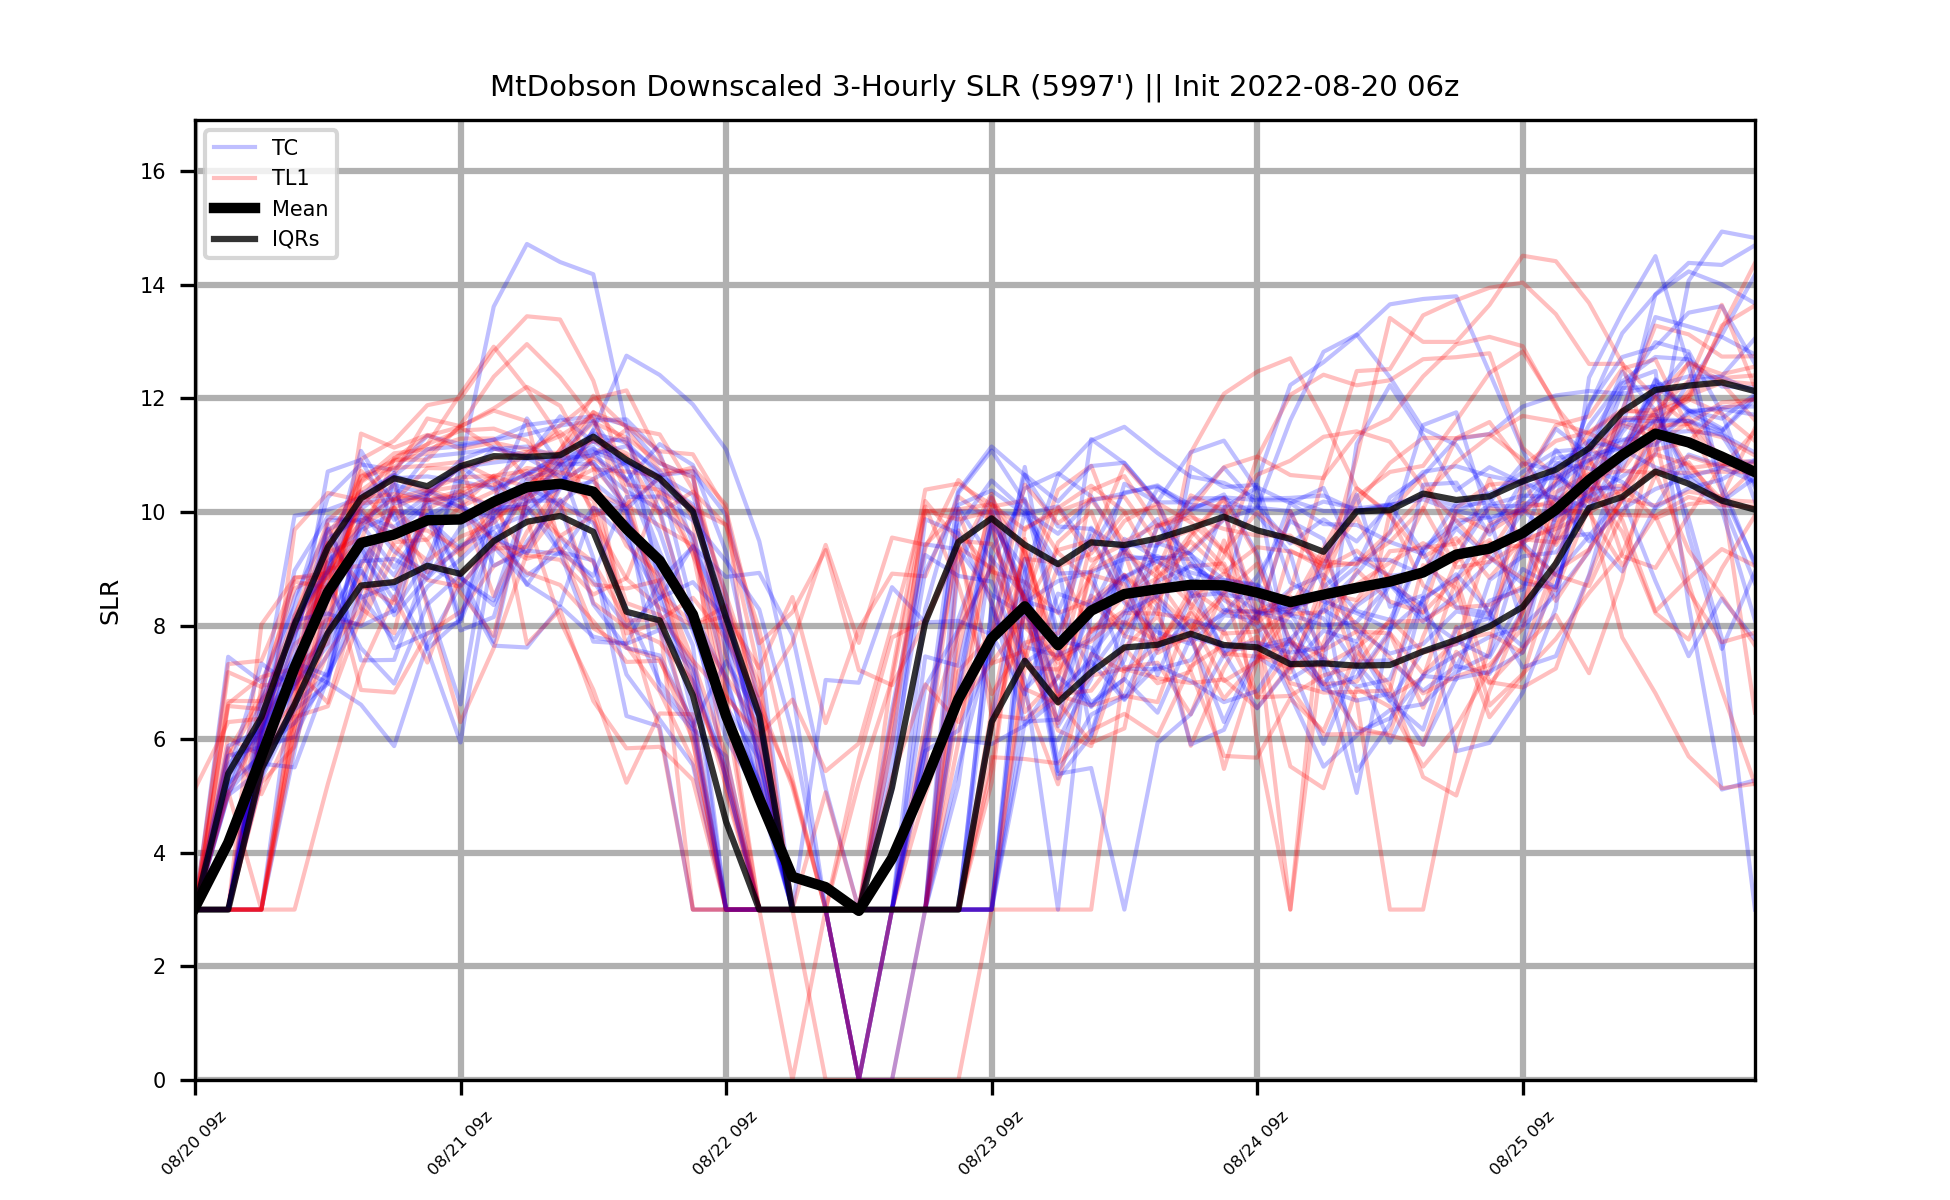 MtDobson Downscaled 3-Hourly SLR (5997') || Init 2022-08-20 06z
TC
TL1
Mean
IQRs
SLR
16
14
12
10
8
6
4
2
0
08/20 09z
08/21 09z
08/22 09z
08/23 09z
08/24 09z
08/25 09z